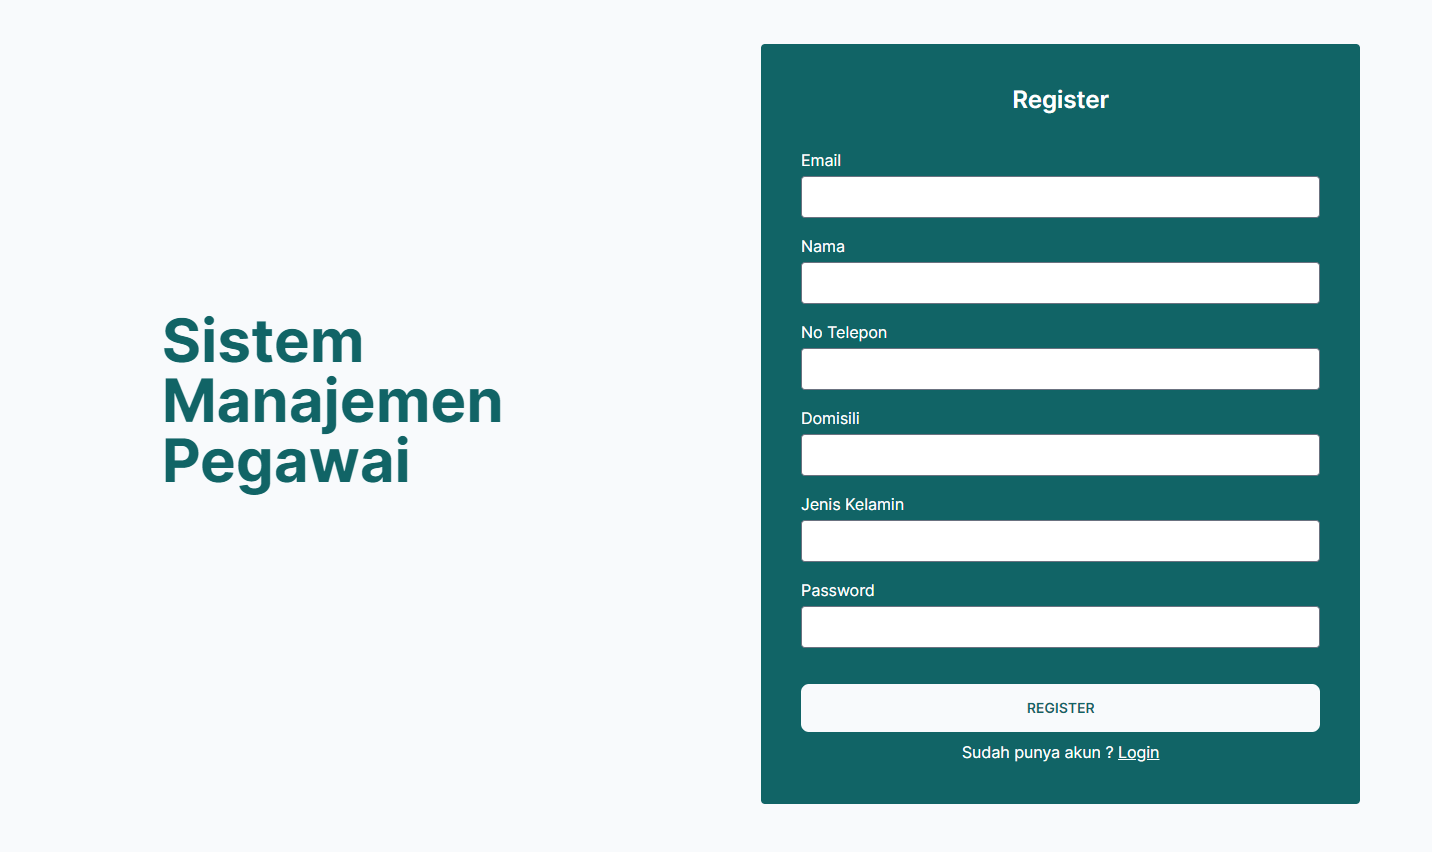 Sistem
Manajemen
Pegawai
Register
Email
Nama
No Telepon
Domisili
Jenis Kelamin
Password
REGISTER
Sudah punya akun ? Login